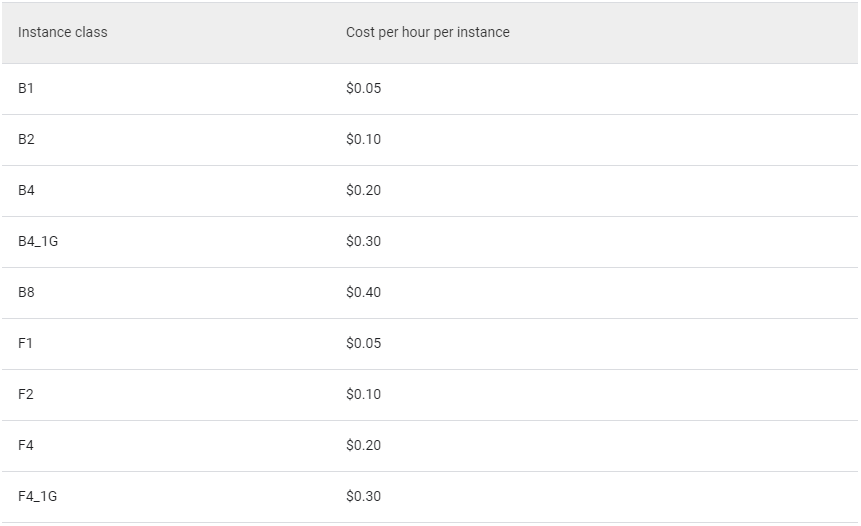 Instance class Cost per hour per instance
B1 $0.05
B2 $0.10
B4 $0.20
B4_1G $0.30
B8 $0.40
F1 $0.05
F2 $0.10
F4 $0.20
F4_1G $0.30